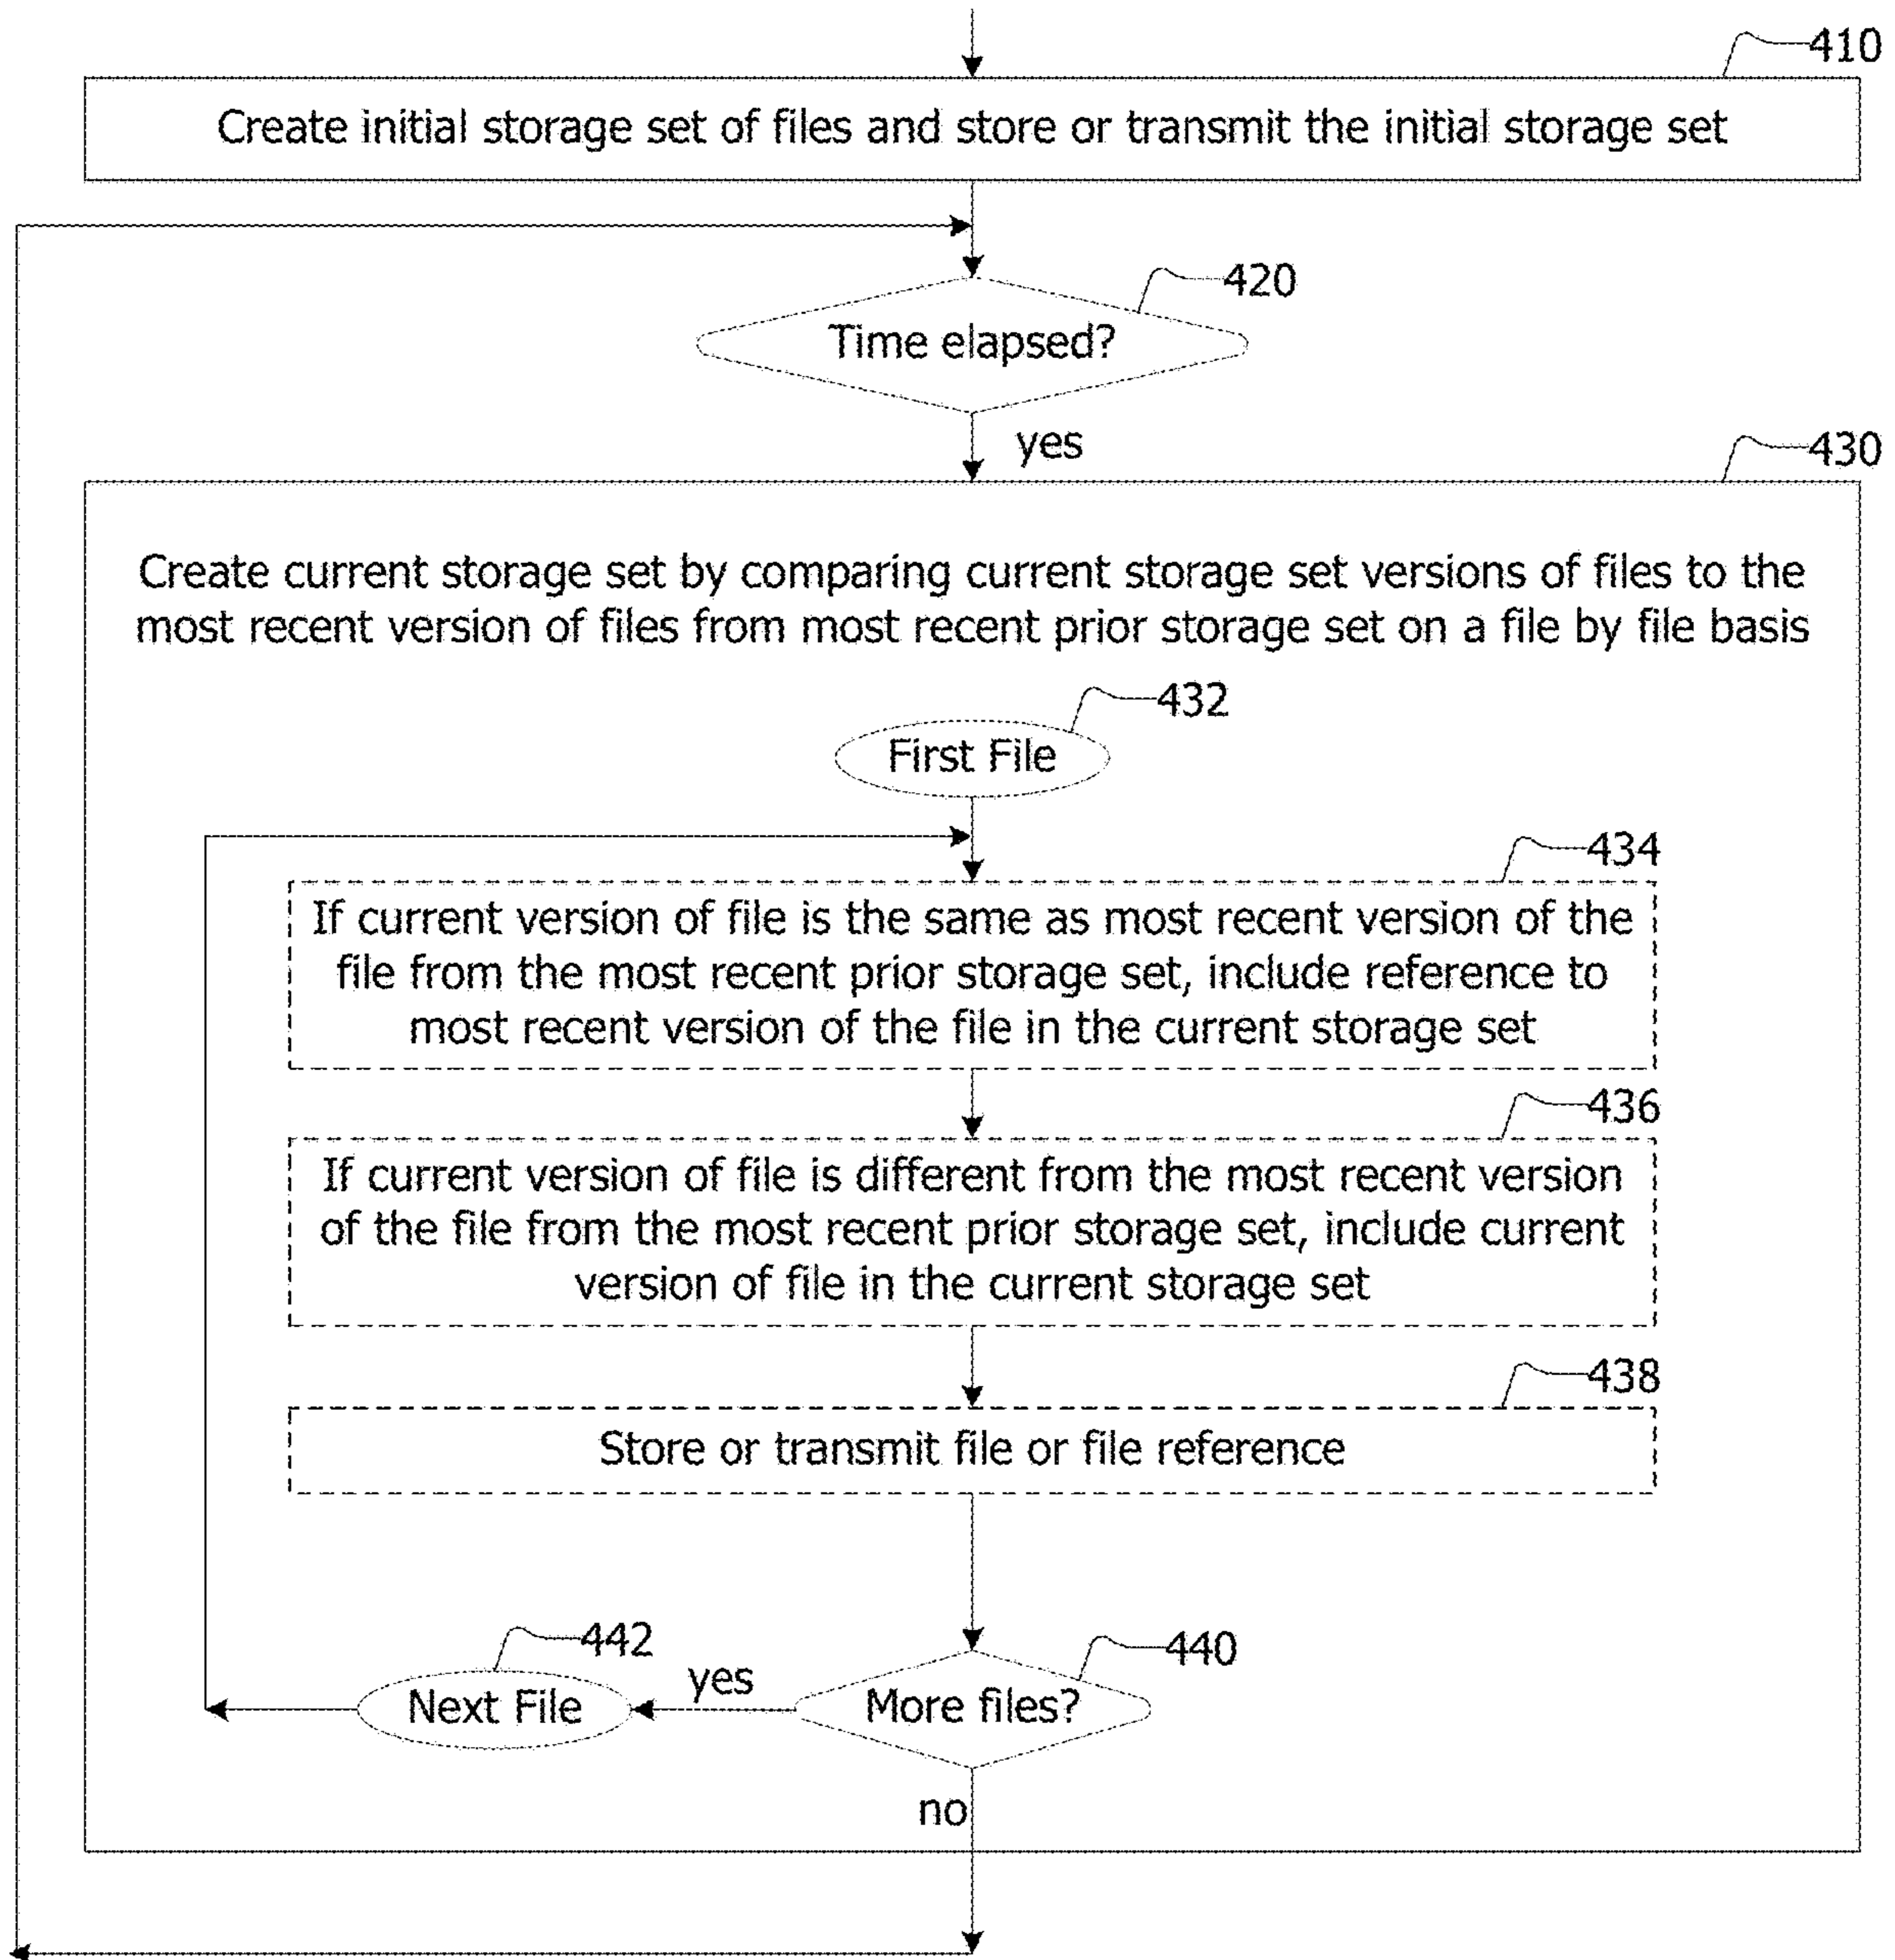 410
Create initial storage set of files and store or transmit the initial storage set
420
Time elapsed?
yes
430
Create current storage set by comparing current storage set versions of files to the
most recent version of files from most recent prior storage set on a file by file basis
432
First File
434
If current version of file is the same as most recent version of the
file from the most recent prior storage set, include reference to
most recent version of the file in the current storage set
436
If current version of file is different from the most recent version
of the file from the most recent prior storage set, include current
version of file in the current storage set
438
Store or transmit file or file reference
442
440
Next File
yes
More files?
no